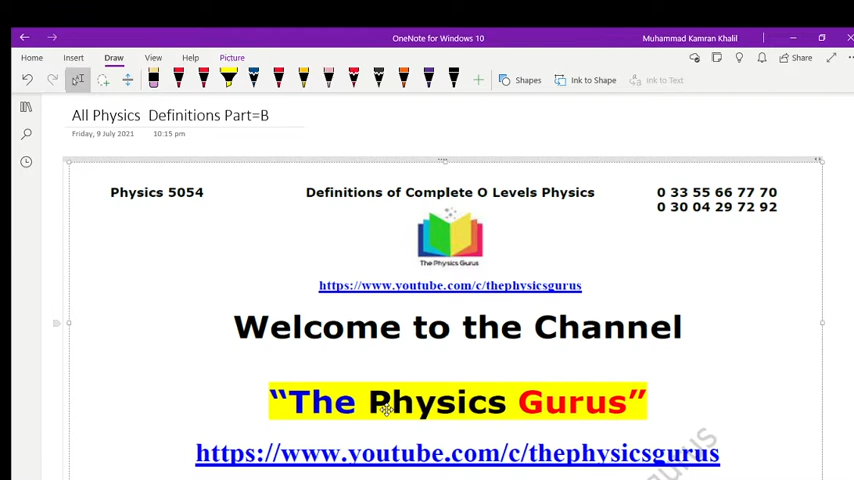 OneNote for Windows 10
Muhammad Kamran Khalil
Home Insert Draw View Help Picture
Share
Shapes Ink to Shape Ink to Text
All Physics Definitions Part=B
Friday, 9 July 2021 10:15 pm
Physics 5054 Definitions of Complete O Levels Physics 0 33 55 66 77 70
0 30 04 29 72 92
The Physics Gurus
https://www.youtube.com/c/thephysicsgurus
Welcome to the Channel
“The Physics Gurus”
https://www.youtube.com/c/thephysicsgurus